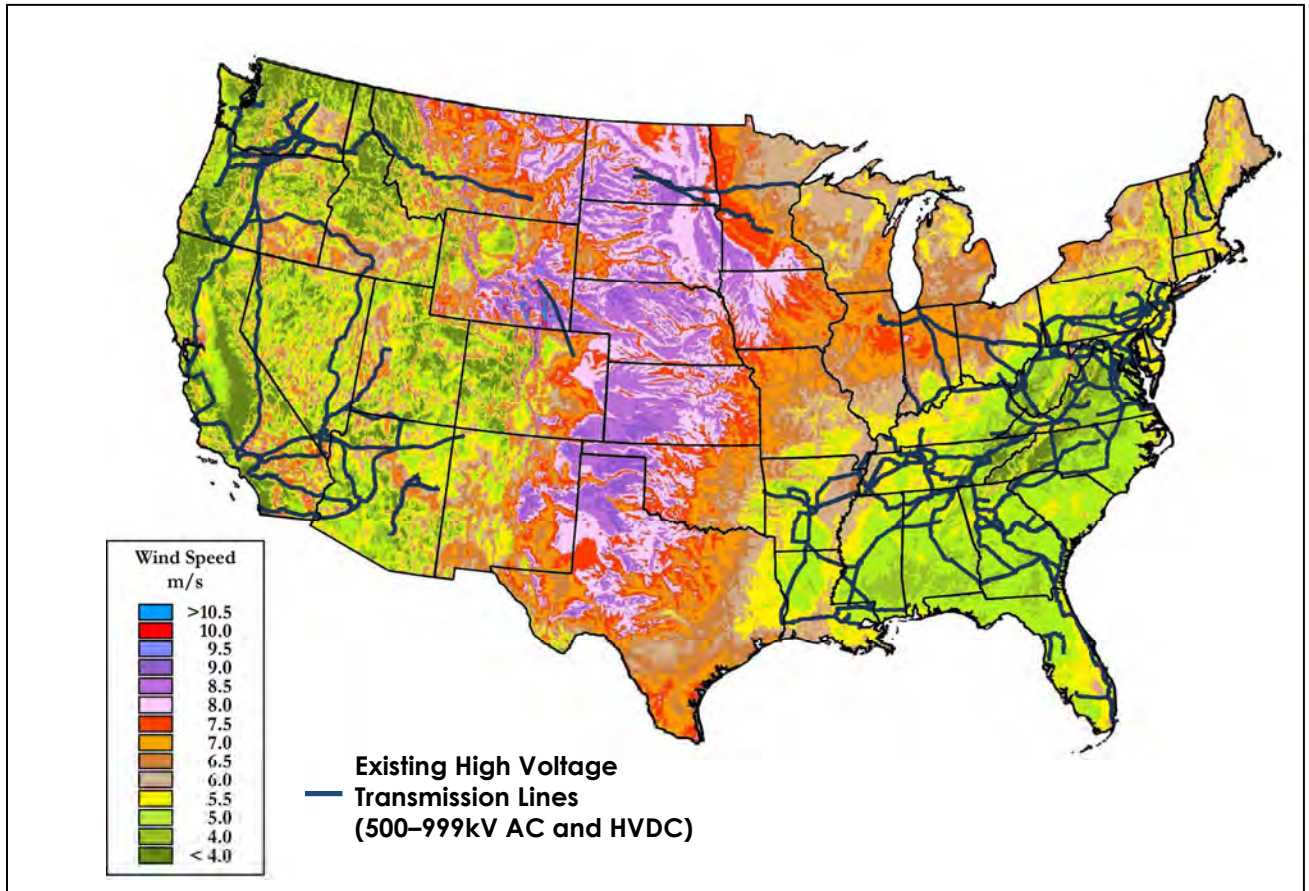 Wind Speed
m/s
>10.5
10.0
9.5
9.0
8.5
8.0
7.5
7.0
6.5
6.0
5.5
5.0
4.0
< 4.0
Existing High Voltage
Transmission Lines
(500–999kV AC and HVDC)